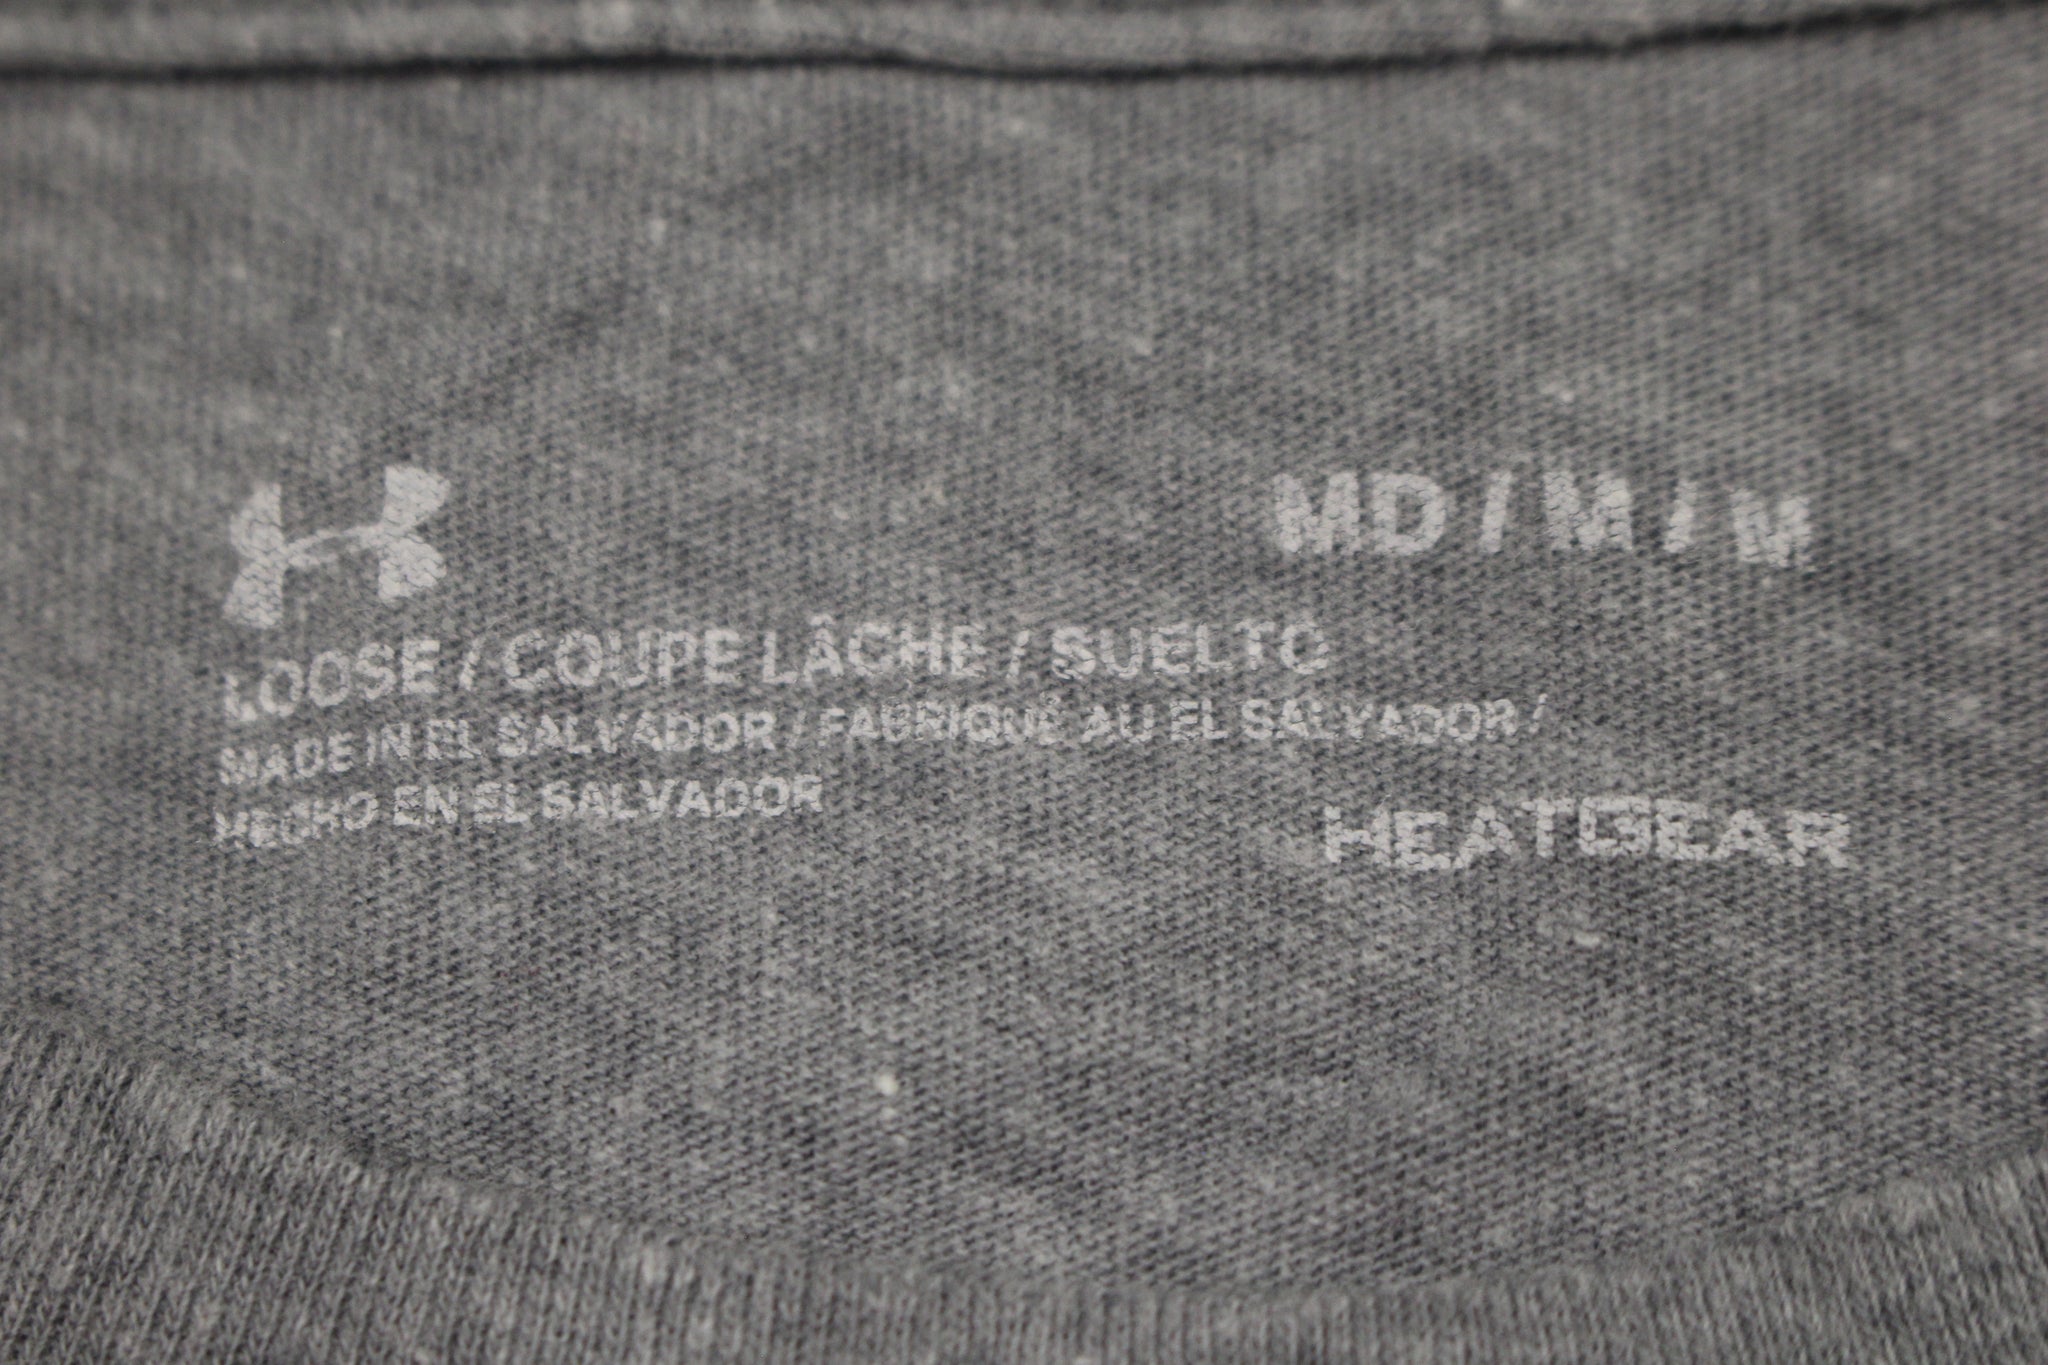 MD / M / M
LOOSE / COUPE LÂCHE / SUELTO
MADE IN EL SALVADOR / FABRIQUÉ AU EL SALVADOR /
HECHO EN EL SALVADOR
HEATGEAR